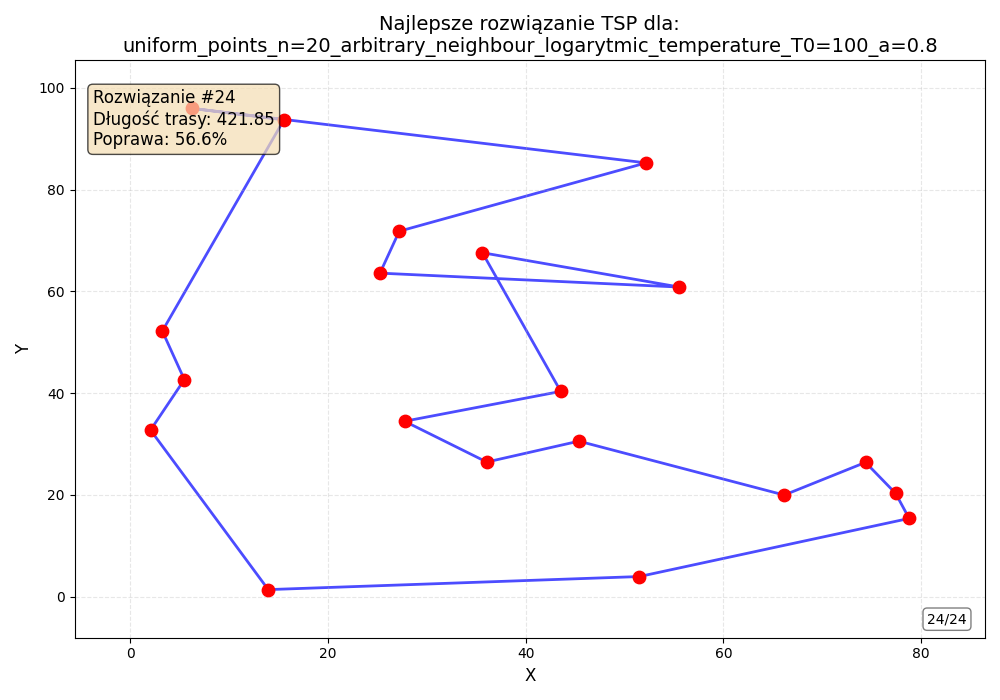 Najlepsze rozwiązanie TSP dla:
uniform_points_n=20_arbitrary_neighbour_logarytmic_temperature_T0=100_a=0.8
Rozwiązanie #24
Długość trasy: 421.85
Poprawa: 56.6%
100
80
60
40
20
0
Y
24/24
0 20 40 60 80
X